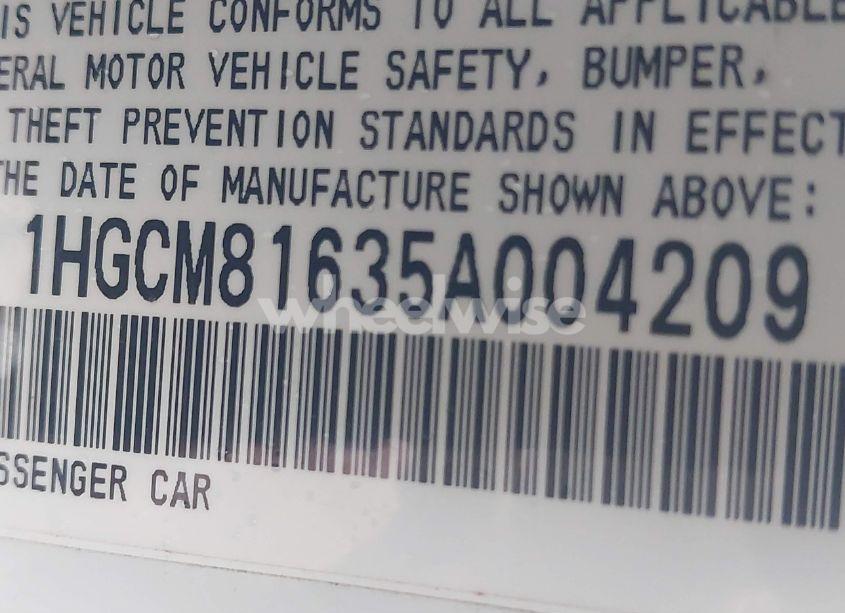 IS VEHICLE CONFORMS TO ALL APPLICABLE
ERAL MOTOR VEHICLE SAFETY, BUMPER,
THEFT PREVENTION STANDARDS IN EFFECT
THE DATE OF MANUFACTURE SHOWN ABOVE:
1HGCM81635A004209
wheelwise
SSENGER CAR